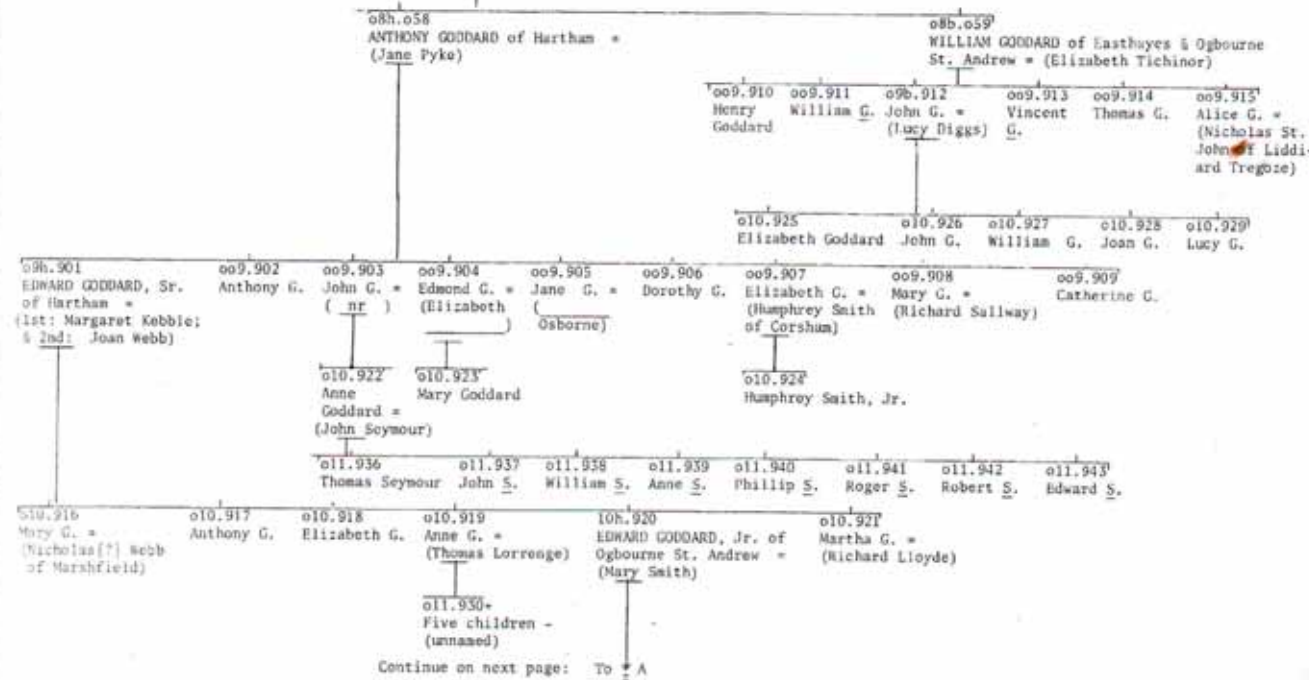 o8h.o58
ANTHONY GODDARD of Hartham =
(Jane Pyke)
o8b.o59
WILLIAM GODDARD of Easthayes & Ogbourne
St. Andrew = (Elizabeth Tichinor)
oo9.910
Henry
Goddard
oo9.911
William G.
o9b.912
John G. =
(Lucy Diggs)
oo9.913
Vincent
G.
oo9.914
Thomas G.
oo9.915
Alice G. =
(Nicholas St.
John of Liddi-
ard Tregoze)
o10.925
Elizabeth Goddard
o10.926
John G.
o10.927
William G.
o10.928
Joan G.
o10.929
Lucy G.
o9h.901
EDWARD GODDARD, Sr.
of Hartham =
(1st: Margaret Kebble;
& 2nd: Joan Webb)
oo9.902
Anthony G.
oo9.903
John G. =
( nr )
oo9.904
Edmond G. =
(Elizabeth
)
oo9.905
Jane G. =
(
Osborne)
oo9.906
Dorothy G.
oo9.907
Elizabeth G. =
(Humphrey Smith
of Corsham)
oo9.908
Mary G. =
(Richard Sallway)
oo9.909
Catherine G.
o10.922
Anne
Goddard =
(John Seymour)
o10.923
Mary Goddard
o10.924
Humphrey Smith, Jr.
o11.936
Thomas Seymour
o11.937
John S.
o11.938
William S.
o11.939
Anne S.
o11.940
Phillip S.
o11.941
Roger S.
o11.942
Robert S.
o11.943
Edward S.
o10.916
Mary G. =
(Nicholas[?] Webb
of Marshfield)
o10.917
Anthony G.
o10.918
Elizabeth G.
o10.919
Anne G. =
(Thomas Lorrenge)
10h.920
EDWARD GODDARD, Jr. of
Ogbourne St. Andrew =
(Mary Smith)
o10.921
Martha G. =
(Richard Lloyde)
o11.930+
Five children -
(unnamed)
Continue on next page: To A